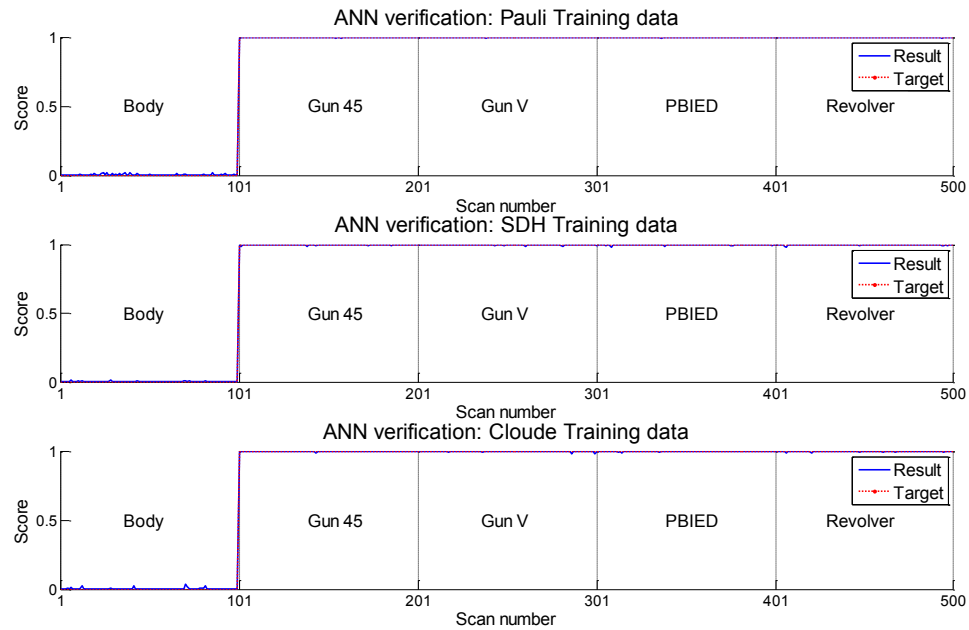 ANN verification: Pauli Training data
1
Result
Target
Score
0.5
Body
Gun 45
Gun V
PBIED
Revolver
0
1
101
201
301
401
500
Scan number
ANN verification: SDH Training data
1
Result
Target
Score
0.5
Body
Gun 45
Gun V
PBIED
Revolver
0
1
101
201
301
401
500
Scan number
ANN verification: Cloude Training data
1
Result
Target
Score
0.5
Body
Gun 45
Gun V
PBIED
Revolver
0
1
101
201
301
401
500
Scan number